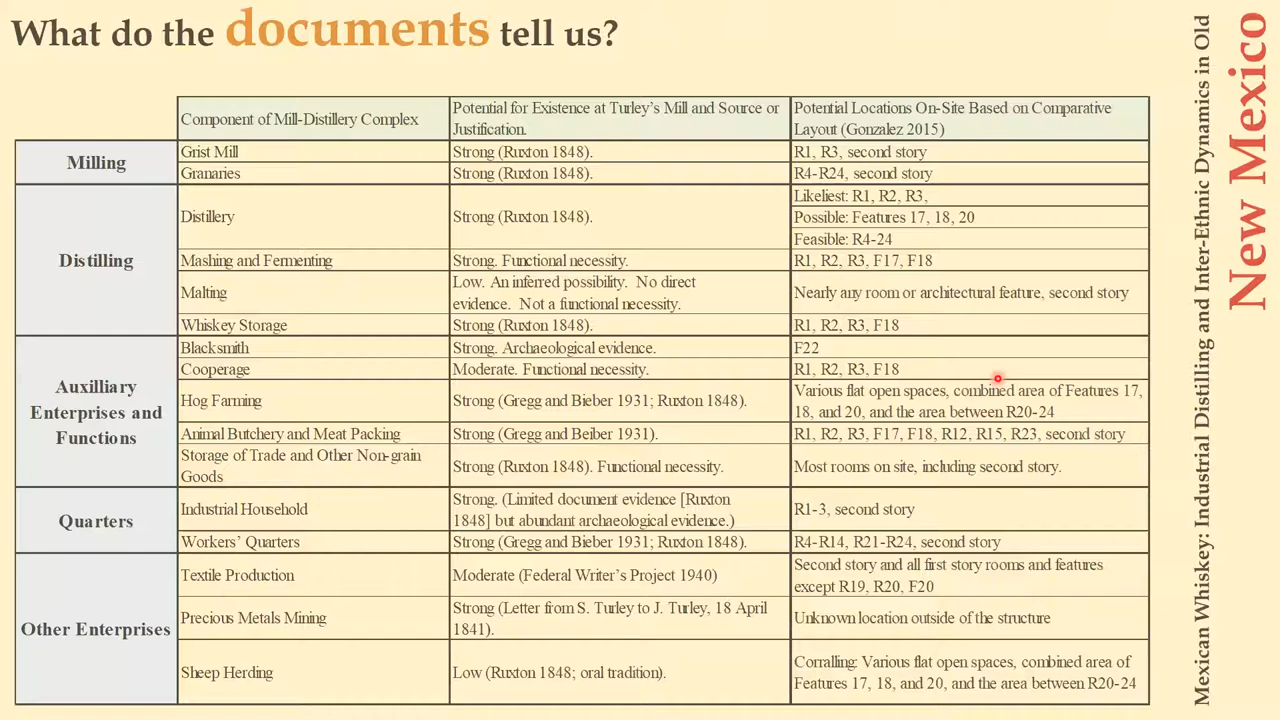 What do the documents tell us?
Component of Mill-Distillery Complex
Potential for Existence at Turley's Mill and Source or
Justification.
Potential Locations On-Site Based on Comparative
Layout (Gonzalez 2015)
Milling
Grist Mill
Strong (Ruxton 1848).
R1, R3, second story
Granaries
Strong (Ruxton 1848).
R4-R24, second story
Distilling
Distillery
Strong (Ruxton 1848).
Likeliest: R1, R2, R3,
Possible: Features 17, 18, 20
Feasible: R4-24
Mashing and Fermenting
Strong. Functional necessity.
R1, R2, R3, F17, F18
Malting
Low. An inferred possibility. No direct
evidence. Not a functional necessity.
Nearly any room or architectural feature, second story
Whiskey Storage
Strong (Ruxton 1848).
R1, R2, R3, F18
Auxilliary
Enterprises and
Functions
Blacksmith
Strong. Archaeological evidence.
F22
Cooperage
Moderate. Functional necessity.
R1, R2, R3, F18
Hog Farming
Strong (Gregg and Bieber 1931; Ruxton 1848).
Various flat open spaces, combined area of Features 17,
18, and 20, and the area between R20-24
Animal Butchery and Meat Packing
Strong (Gregg and Beiber 1931).
R1, R2, R3, F17, F18, R12, R15, R23, second story
Storage of Trade and Other Non-grain
Goods
Strong (Ruxton 1848). Functional necessity.
Most rooms on site, including second story.
Quarters
Industrial Household
Strong. (Limited document evidence [Ruxton
1848] but abundant archaeological evidence.)
R1-3, second story
Workers' Quarters
Strong (Gregg and Bieber 1931; Ruxton 1848).
R4-R14, R21-R24, second story
Other Enterprises
Textile Production
Moderate (Federal Writer's Project 1940)
Second story and all first story rooms and features
except R19, R20, F20
Precious Metals Mining
Strong (Letter from S. Turley to J. Turley, 18 April
1841).
Unknown location outside of the structure
Sheep Herding
Low (Ruxton 1848; oral tradition).
Corralling: Various flat open spaces, combined area of
Features 17, 18, and 20, and the area between R20-24
Mexican Whiskey: Industrial Distilling and Inter-Ethnic Dynamics in Old
New Mexico